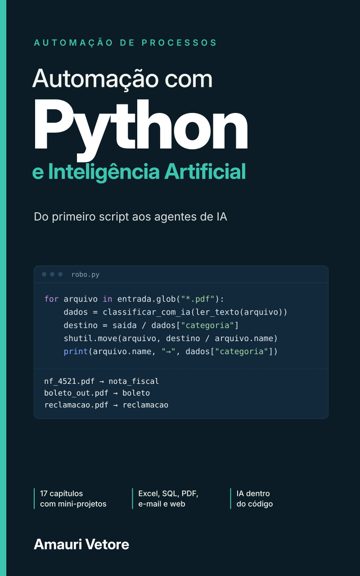 AUTOMAÇÃO DE PROCESSOS
Automação com
Python
e Inteligência Artificial
Do primeiro script aos agentes de IA
robo.py
for arquivo in entrada.glob("*.pdf"):
    dados = classificar_com_ia(ler_texto(arquivo))
    destino = saida / dados["categoria"]
    shutil.move(arquivo, destino / arquivo.name)
    print(arquivo.name, "→", dados["categoria"])
nf_4521.pdf → nota_fiscal
boleto_out.pdf → boleto
reclamacao.pdf → reclamacao
17 capítulos
com mini-projetos
Excel, SQL, PDF,
e-mail e web
IA dentro
do código
Amauri Vetore